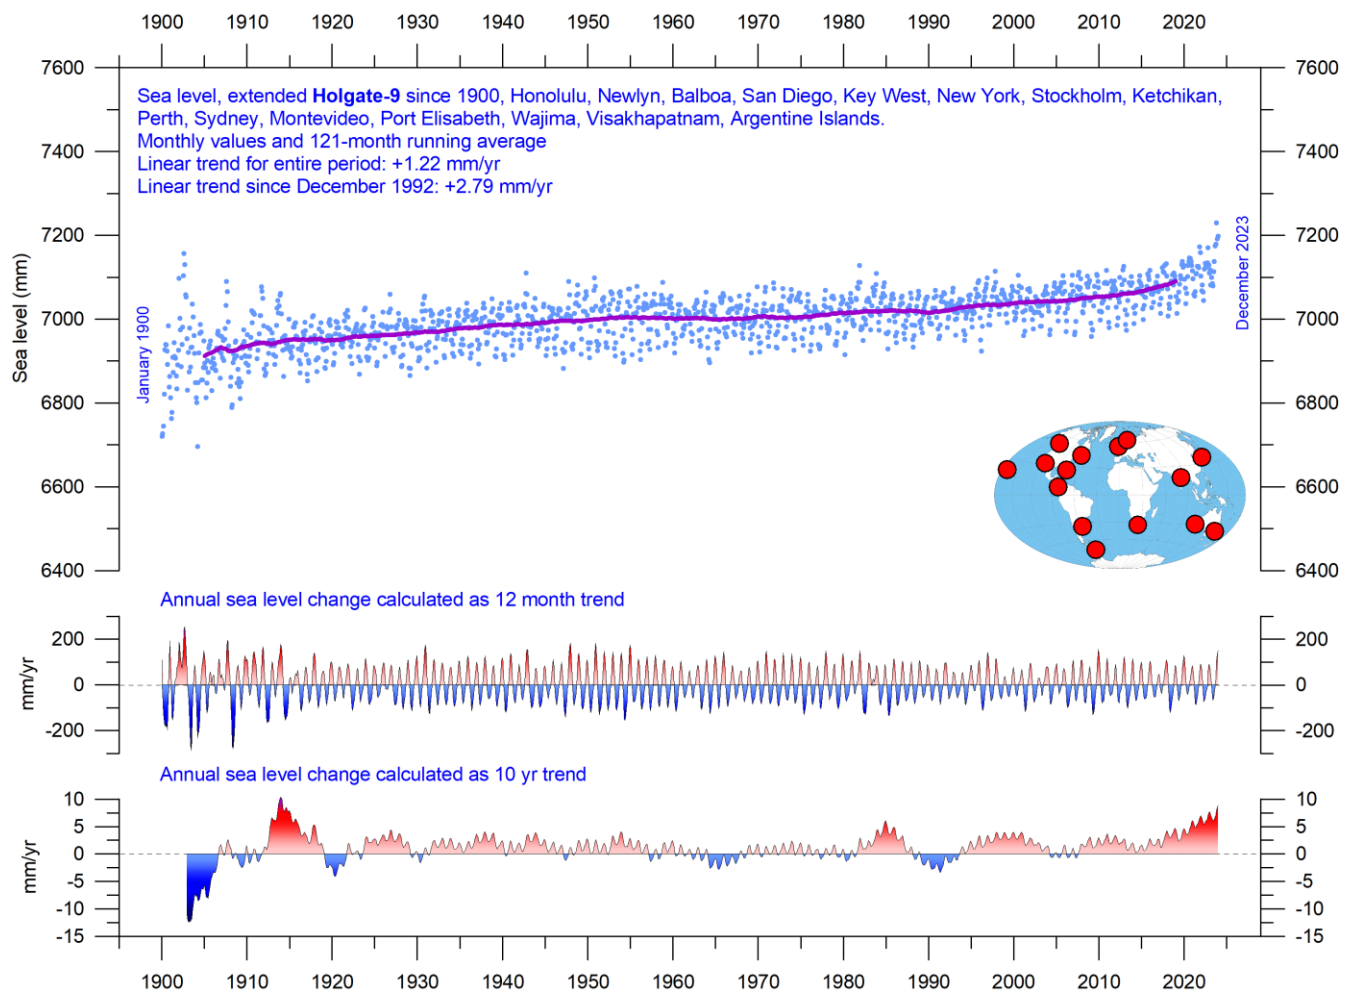 1900 1910 1920 1930 1940 1950 1960 1970 1980 1990 2000 2010 2020
7600 7600
Sea level, extended Holgate-9 since 1900, Honolulu, Newlyn, Balboa, San Diego, Key West, New York, Stockholm, Ketchikan,
Perth, Sydney, Montevideo, Port Elisabeth, Wajima, Visakhapatnam, Argentine Islands.
Monthly values and 121-month running average
7400 7400
Linear trend for entire period: +1.22 mm/yr
Linear trend since December 1992: +2.79 mm/yr
7200 7200
Sea level (mm)
January 1900
December 2023
7000 7000
6800 6800
6600 6600
6400 6400
Annual sea level change calculated as 12 month trend
200 200
mm/yr
0 0
-200 -200
Annual sea level change calculated as 10 yr trend
10 10
5 5
mm/yr
0 0
-5 -5
-10 -10
-15 -15
1900 1910 1920 1930 1940 1950 1960 1970 1980 1990 2000 2010 2020